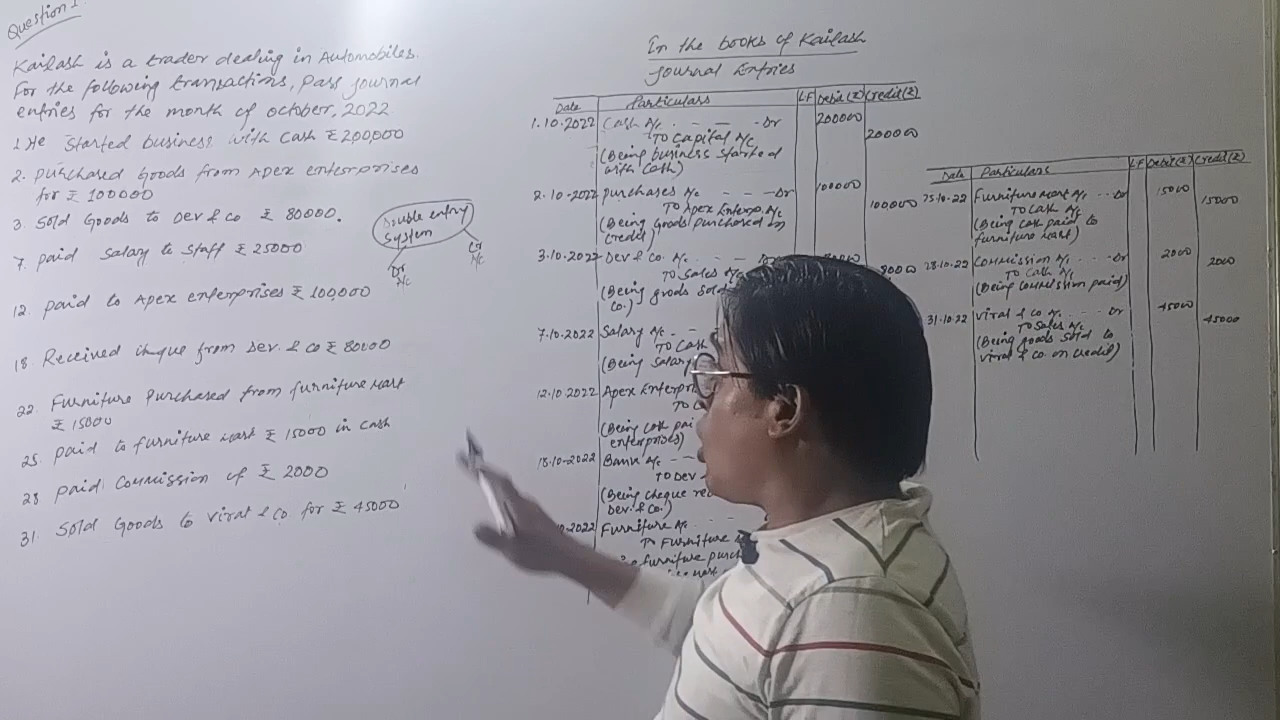 Question 1.
Kailash is a trader dealing in Automobiles.
For the following transactions, Pass journal
entries for the month of october, 2022
1. He started business with cash ₹ 200,000
2. Purchased Goods from Apex enterprises
for ₹ 100000
3. Sold Goods to Dev & co ₹ 80000.
7. paid salary to staff ₹ 25000
12. paid to Apex enterprises ₹ 100,000
18. Received cheque from Dev. & co ₹ 80000
22. Furniture Purchased from furniture mart
₹ 15000
25. paid to furniture mart ₹ 15000 in cash
28 paid Commission of ₹ 2000
31. Sold Goods to Viral & co. for ₹ 45000
Double entry
system
Dr
A/c
Cr
A/c
In the books of Kailash
Journal Entries
Date Particulars LF Debit(₹) Credit(₹)
1.10.2022 Cash A/c. - - Dr 200000
To Capital A/c 200000
(Being business started
with cash)
2.10.2022 purchases A/c - - - Dr 100000
To Apex Enterp. A/c 100,000
(Being goods purchased on
credit)
3.10.2022 Dev & co. A/c. - Dr
To Sales A/c
(Being goods sold
co.)
7.10.2022 Salary A/c -
To Cash
(Being Salary
12.10.2022 Apex Enterpri
To
(Being cash pai
enterprises)
18.10.2022 Bank A/c - -
To Dev
(Being cheque rec
Dev. & Co.)
10.2022 Furniture A/c. - -
To Furniture
furniture purch
Date Particulars LF Debit(₹) Credit(₹)
25.10.22 Furniture mart A/c ... Dr 15000
To Cash A/c 15000
(Being cash paid to
furniture mart)
28.10.22 Commission A/c. ... Dr 2000
To Cash A/c 2000
(Being commission paid)
31.10.22 Viral & co A/c. ... Dr 45000
To Sales A/c 45000
(Being goods sold to
viral & co. on credit)